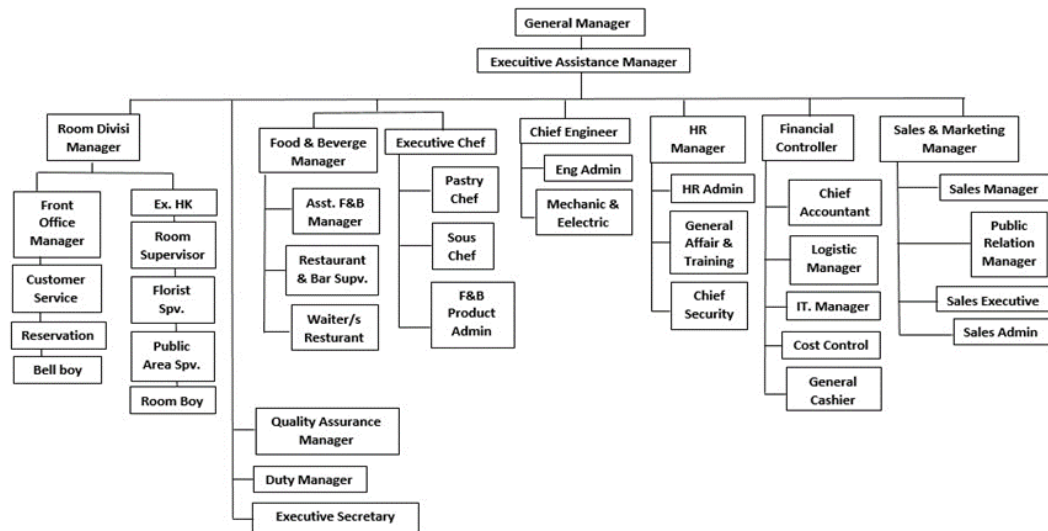 General Manager
Execuitive Assistance Manager
Room Divisi
Manager
Food & Beverge
Manager
Executive Chef
Chief Engineer
HR
Manager
Financial
Controller
Sales & Marketing
Manager
Front
Office
Manager
Customer
Service
Reservation
Bell boy
Ex. HK
Room
Supervisor
Florist
Spv.
Public
Area Spv.
Room Boy
Asst. F&B
Manager
Restaurant
& Bar Supv.
Waiter/s
Resturant
Pastry
Chef
Sous
Chef
F&B
Product
Admin
Eng Admin
Mechanic &
Eelectric
HR Admin
General
Affair &
Training
Chief
Security
Chief
Accountant
Logistic
Manager
IT. Manager
Cost Control
General
Cashier
Sales Manager
Public
Relation
Manager
Sales Executive
Sales Admin
Quality Assurance
Manager
Duty Manager
Executive Secretary